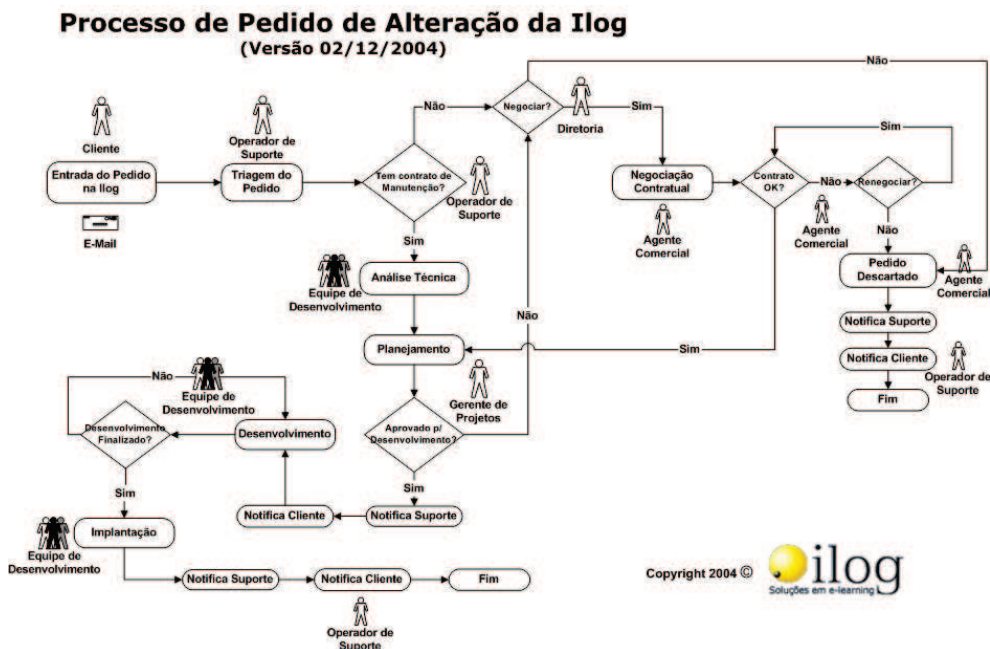 Processo de Pedido de Alteração da Ilog
(Versão 02/12/2004)
Cliente
Entrada do Pedido
na Ilog
E-Mail
Operador de
Suporte
Triagem do
Pedido
Tem contrato de
Manutenção?
Operador
de Suporte
Não
Negociar?
Diretoria
Sim
Não
Negociação
Contratual
Agente
Comercial
Contrato
OK?
Sim
Não
Renegociar?
Agente
Comercial
Não
Pedido
Descartado
Agente
Comercial
Notifica Suporte
Notifica Cliente
Operador de
Suporte
Fim
Sim
Análise Técnica
Equipe de
Desenvolvimento
Planejamento
Sim
Não
Gerente de
Projetos
Aprovado p/
Desenvolvimento?
Sim
Notifica Suporte
Notifica Cliente
Desenvolvimento
Não
Equipe de
Desenvolvimento
Desenvolvimento
Finalizado?
Sim
Implantação
Equipe de
Desenvolvimento
Notifica Suporte
Notifica Cliente
Fim
Operador de
Suporte
Copyright 2004 ©
ilog
Soluções em e-learning